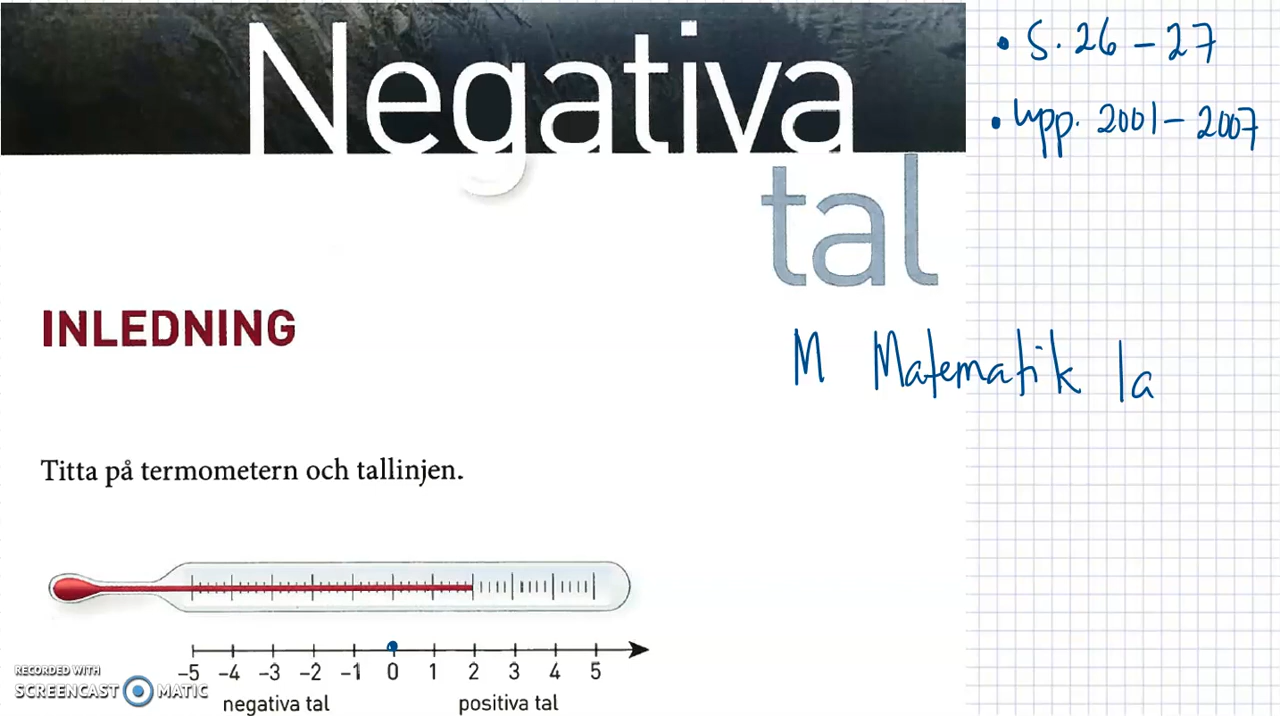 Negativa
tal
• S. 26 – 27
• upp. 2001 – 2007
INLEDNING
M Matematik 1a
Titta på termometern och tallinjen.
–5 –4 –3 –2 –1 0 1 2 3 4 5
negativa tal positiva tal
RECORDED WITH
SCREENCAST MATIC